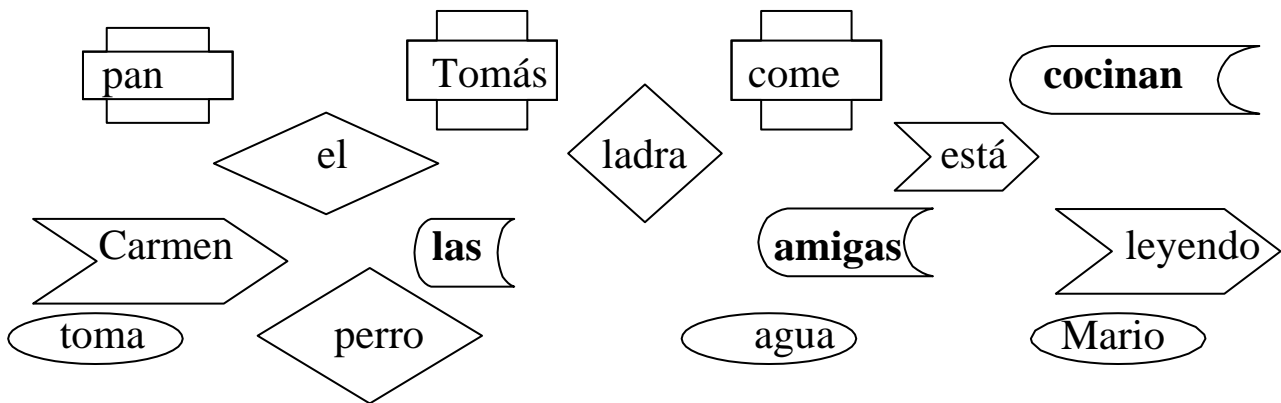 pan Tomás come cocinan
el ladra está
Carmen las amigas leyendo
toma perro agua Mario